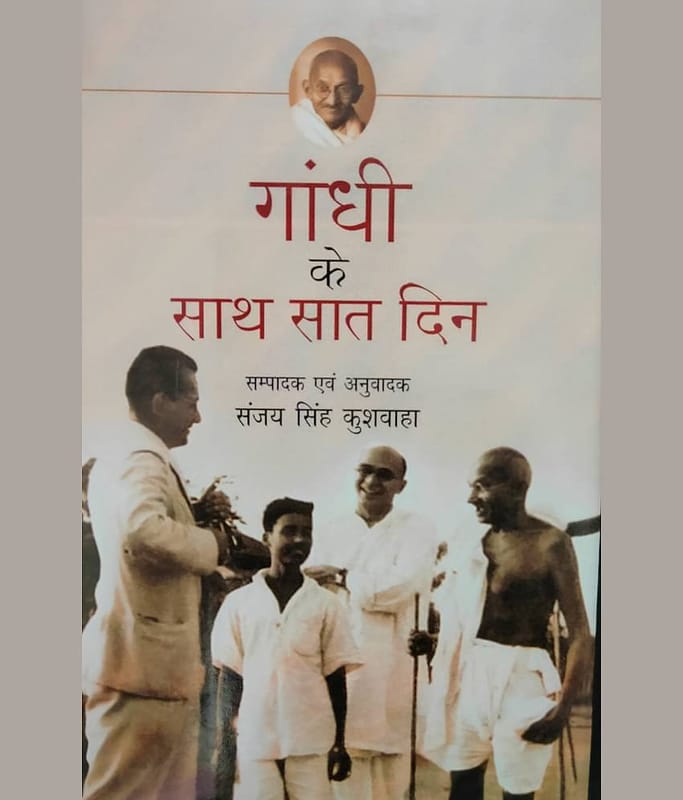 गांधी
के
साथ सात दिन
सम्पादक एवं अनुवादक
संजय सिंह कुशवाहा